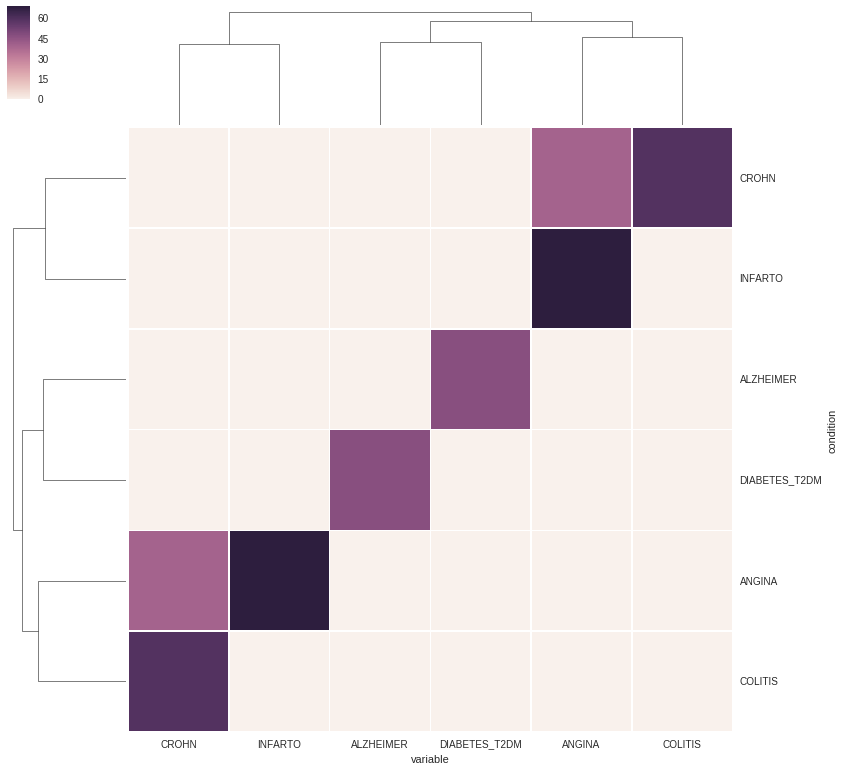 60
45
30
15
0
CROHN
INFARTO
ALZHEIMER
DIABETES_T2DM
ANGINA
COLITIS
condition
CROHN INFARTO ALZHEIMER DIABETES_T2DM ANGINA COLITIS
variable